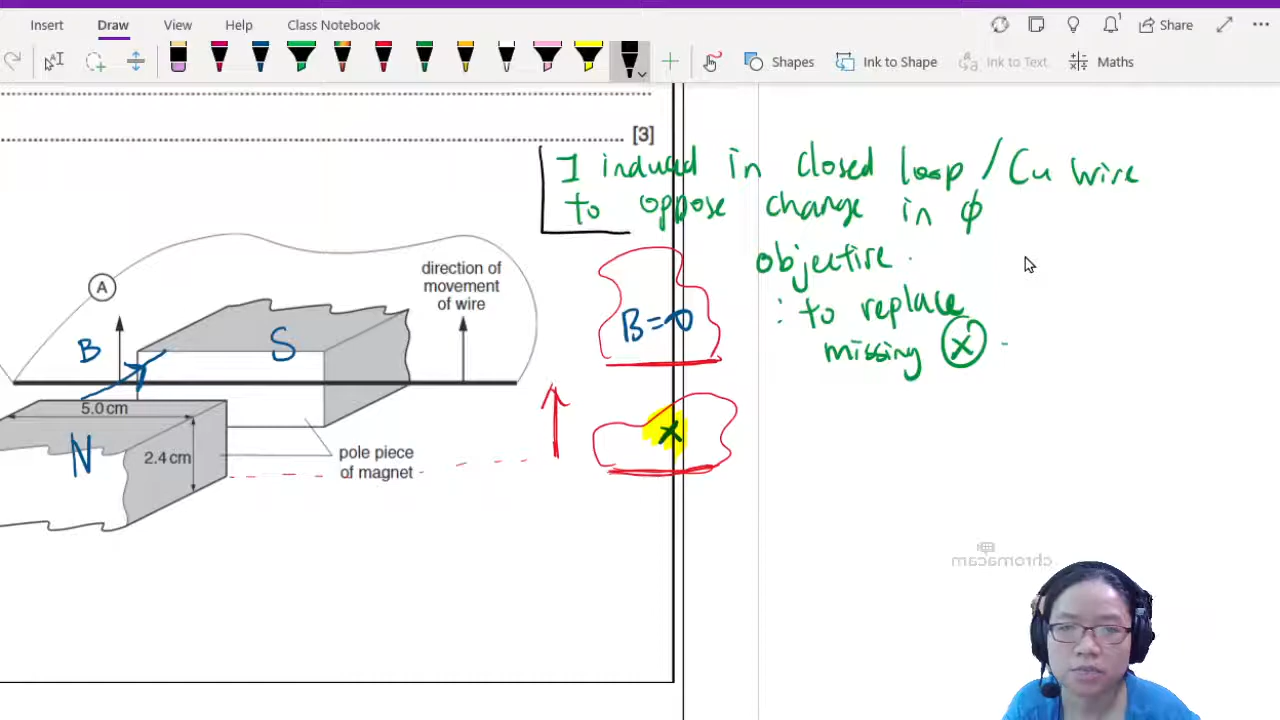 Insert Draw View Help Class Notebook
1
Share
Shapes
Ink to Shape
Ink to Text
Maths
[3]
I induced in closed loop / Cu wire
to oppose change in ϕ
objective.
: to replace
missing X
A
direction of
movement
of wire
B
S
B=0
5.0 cm
N
2.4 cm
pole piece
of magnet
X
chromacam